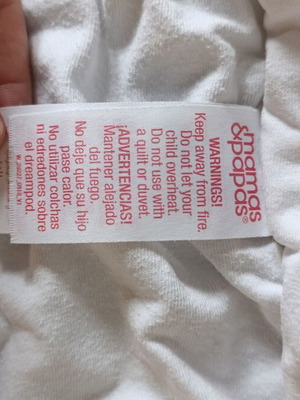 mamas
&papas®
WARNINGS!
Keep away from fire.
Do not let your
child overheat.
Do not use with
a quilt or duvet.
¡ADVERTENCIAS!
Mantener alejado
del fuego.
No deje que su hijo
pase calor.
No utilizar colchas
ni edredones sobre
el prenatod.